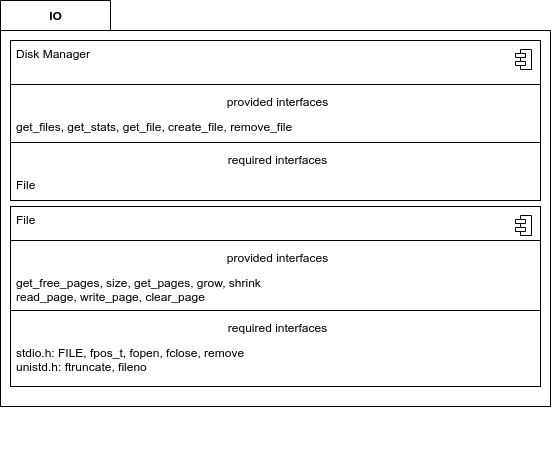 IO
Disk Manager
provided interfaces
get_files, get_stats, get_file, create_file, remove_file
required interfaces
File
File
provided interfaces
get_free_pages, size, get_pages, grow, shrink
read_page, write_page, clear_page
required interfaces
stdio.h: FILE, fpos_t, fopen, fclose, remove
unistd.h: ftruncate, fileno